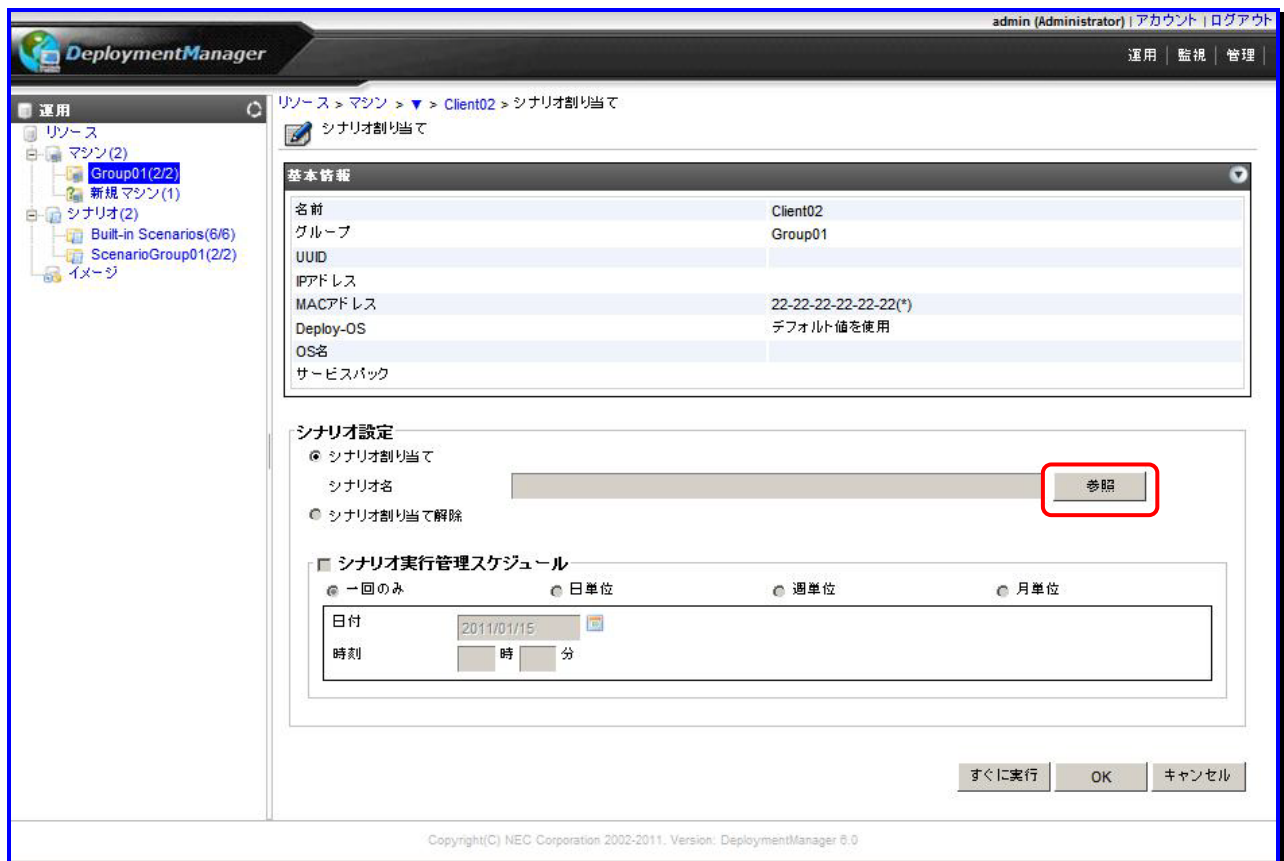 admin (Administrator) | アカウント | ログアウト
DeploymentManager
運用 | 監視 | 管理
運用
リソース
マシン(2)
Group01(2/2)
新規マシン(1)
シナリオ(2)
Built-in Scenarios(6/6)
ScenarioGroup01(2/2)
イメージ
リソース > マシン > ▼ > Client02 > シナリオ割り当て
シナリオ割り当て
基本情報
名前 Client02
グループ Group01
UUID
IPアドレス
MACアドレス 22-22-22-22-22-22(*)
Deploy-OS デフォルト値を使用
OS名
サービスパック
シナリオ設定
シナリオ割り当て
シナリオ名 参照
シナリオ割り当て解除
シナリオ実行管理スケジュール
一回のみ 日単位 週単位 月単位
日付 2011/01/15
時刻 時 分
すぐに実行 OK キャンセル
Copyright(C) NEC Corporation 2002-2011. Version: DeploymentManager 6.0